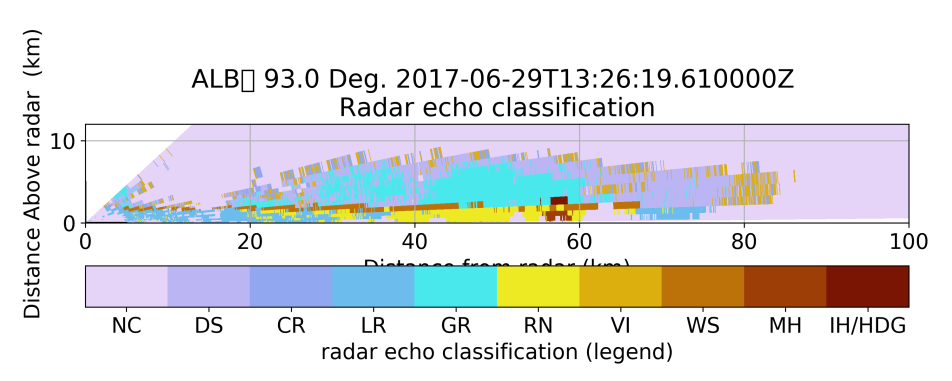 ALB▯ 93.0 Deg. 2017-06-29T13:26:19.610000Z
Radar echo classification
Distance Above radar (km)
10
0
0 20 40 60 80 100
Distance from radar (km)
NC DS CR LR GR RN VI WS MH IH/HDG
radar echo classification (legend)